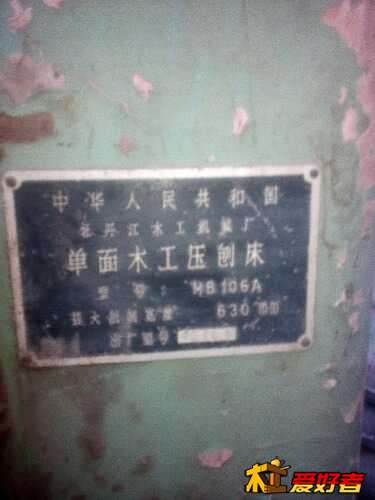 中华人民共和国
牡丹江木工机械厂
单面木工压刨床
型号: MB106A
最大刨削宽度 630 mm
出厂编号
木工爱好者